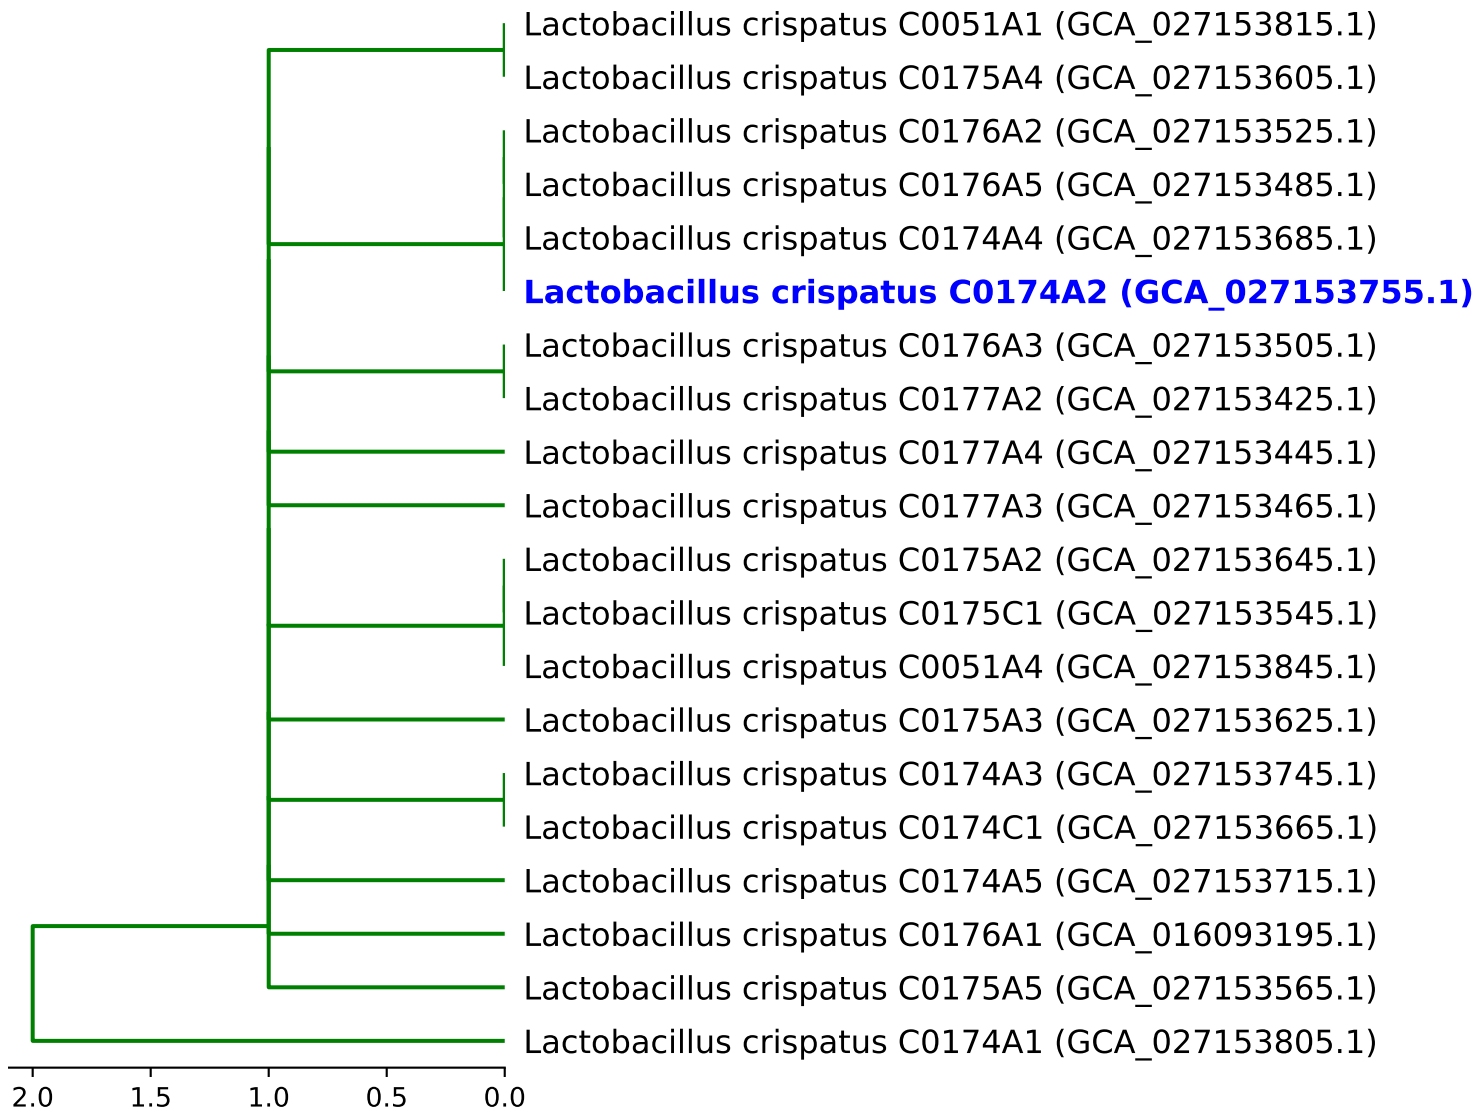 Lactobacillus crispatus C0051A1 (GCA_027153815.1)
Lactobacillus crispatus C0175A4 (GCA_027153605.1)
Lactobacillus crispatus C0176A2 (GCA_027153525.1)
Lactobacillus crispatus C0176A5 (GCA_027153485.1)
Lactobacillus crispatus C0174A4 (GCA_027153685.1)
Lactobacillus crispatus C0174A2 (GCA_027153755.1)
Lactobacillus crispatus C0176A3 (GCA_027153505.1)
Lactobacillus crispatus C0177A2 (GCA_027153425.1)
Lactobacillus crispatus C0177A4 (GCA_027153445.1)
Lactobacillus crispatus C0177A3 (GCA_027153465.1)
Lactobacillus crispatus C0175A2 (GCA_027153645.1)
Lactobacillus crispatus C0175C1 (GCA_027153545.1)
Lactobacillus crispatus C0051A4 (GCA_027153845.1)
Lactobacillus crispatus C0175A3 (GCA_027153625.1)
Lactobacillus crispatus C0174A3 (GCA_027153745.1)
Lactobacillus crispatus C0174C1 (GCA_027153665.1)
Lactobacillus crispatus C0174A5 (GCA_027153715.1)
Lactobacillus crispatus C0176A1 (GCA_016093195.1)
Lactobacillus crispatus C0175A5 (GCA_027153565.1)
Lactobacillus crispatus C0174A1 (GCA_027153805.1)
2.0 1.5 1.0 0.5 0.0